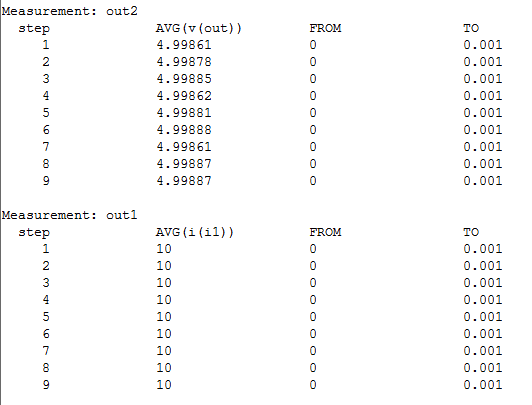 Measurement: out2
step AVG(v(out)) FROM TO
1 4.99861 0 0.001
2 4.99878 0 0.001
3 4.99885 0 0.001
4 4.99862 0 0.001
5 4.99881 0 0.001
6 4.99888 0 0.001
7 4.99861 0 0.001
8 4.99887 0 0.001
9 4.99887 0 0.001
Measurement: out1
step AVG(i(i1)) FROM TO
1 10 0 0.001
2 10 0 0.001
3 10 0 0.001
4 10 0 0.001
5 10 0 0.001
6 10 0 0.001
7 10 0 0.001
8 10 0 0.001
9 10 0 0.001